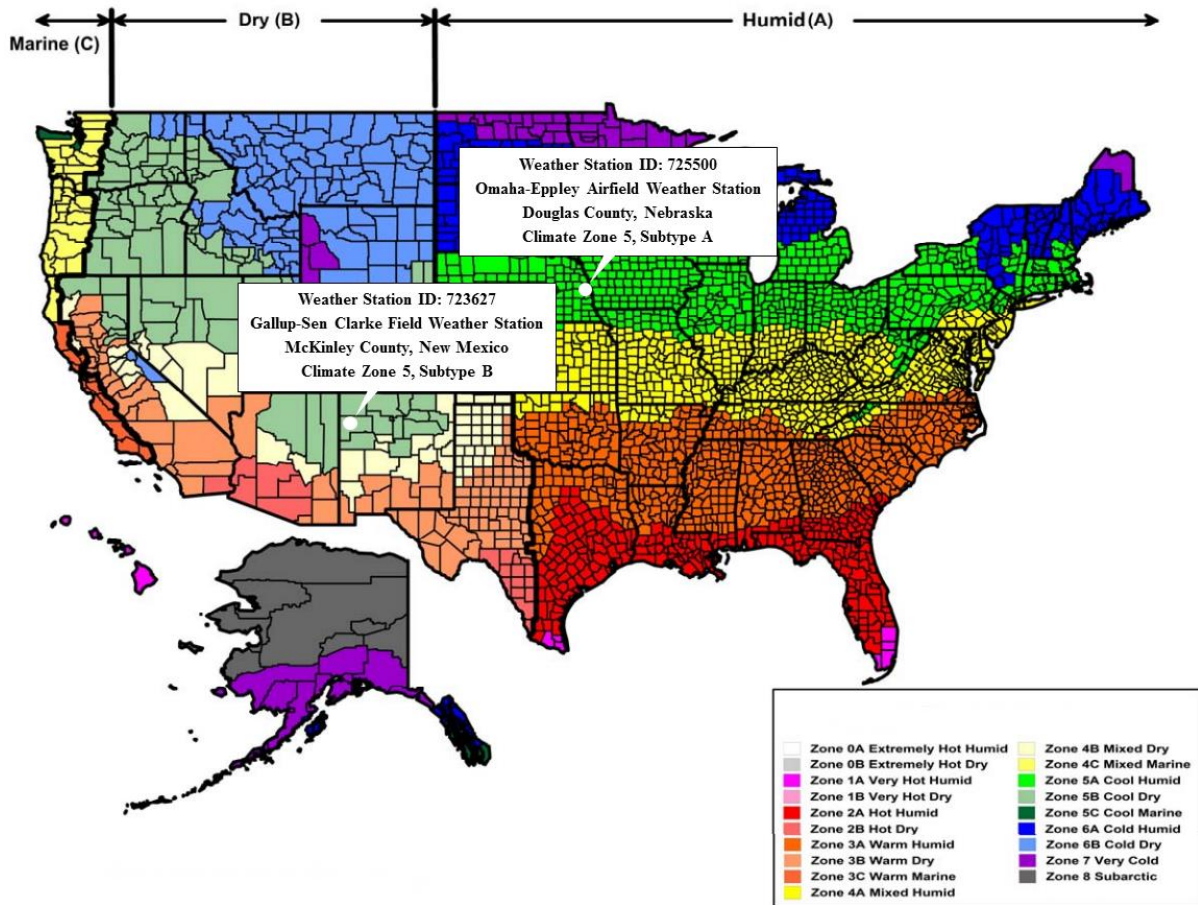 Dry (B)
Humid (A)
Marine (C)
Weather Station ID: 725500
Omaha-Eppley Airfield Weather Station
Douglas County, Nebraska
Climate Zone 5, Subtype A
Weather Station ID: 723627
Gallup-Sen Clarke Field Weather Station
McKinley County, New Mexico
Climate Zone 5, Subtype B
Zone 0A Extremely Hot Humid
Zone 0B Extremely Hot Dry
Zone 1A Very Hot Humid
Zone 1B Very Hot Dry
Zone 2A Hot Humid
Zone 2B Hot Dry
Zone 3A Warm Humid
Zone 3B Warm Dry
Zone 3C Warm Marine
Zone 4A Mixed Humid
Zone 4B Mixed Dry
Zone 4C Mixed Marine
Zone 5A Cool Humid
Zone 5B Cool Dry
Zone 5C Cool Marine
Zone 6A Cold Humid
Zone 6B Cold Dry
Zone 7 Very Cold
Zone 8 Subarctic